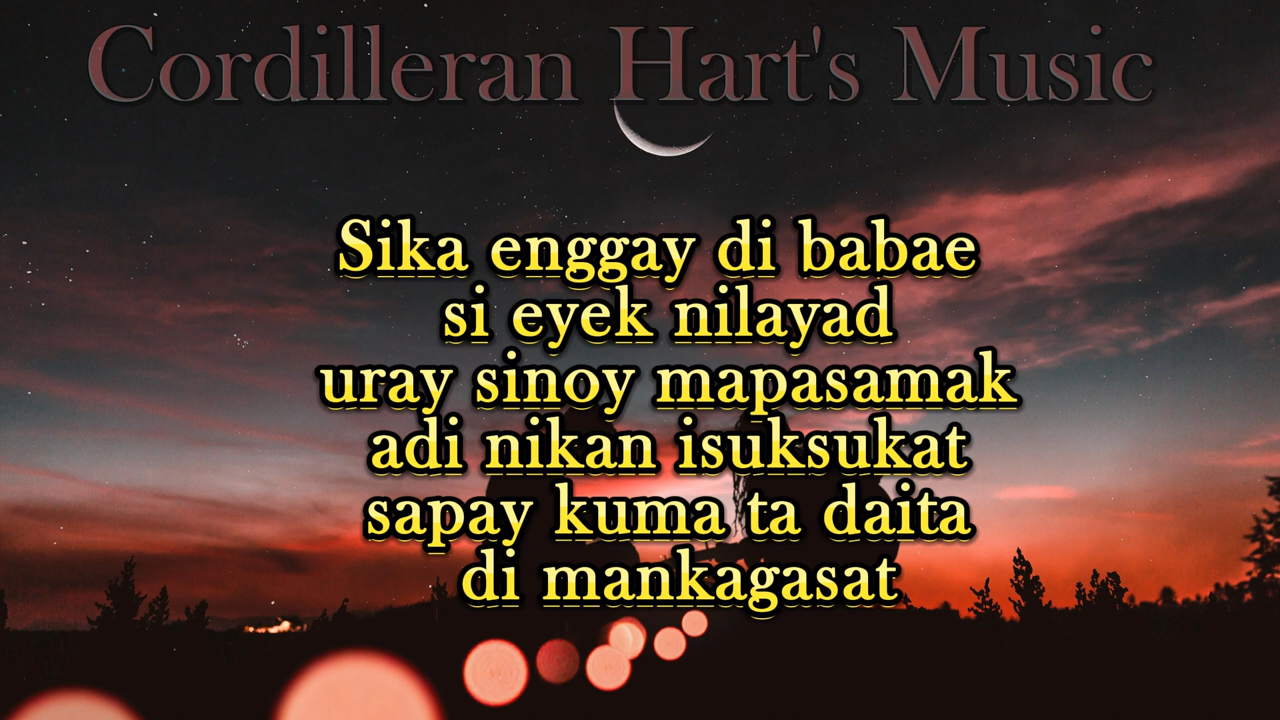 Cordilleran Hart's Music
Sika enggay di babae
si eyek nilayad
uray sinoy mapasamak
adi nikan isuksukat
sapay kuma ta daita
di mankagasat